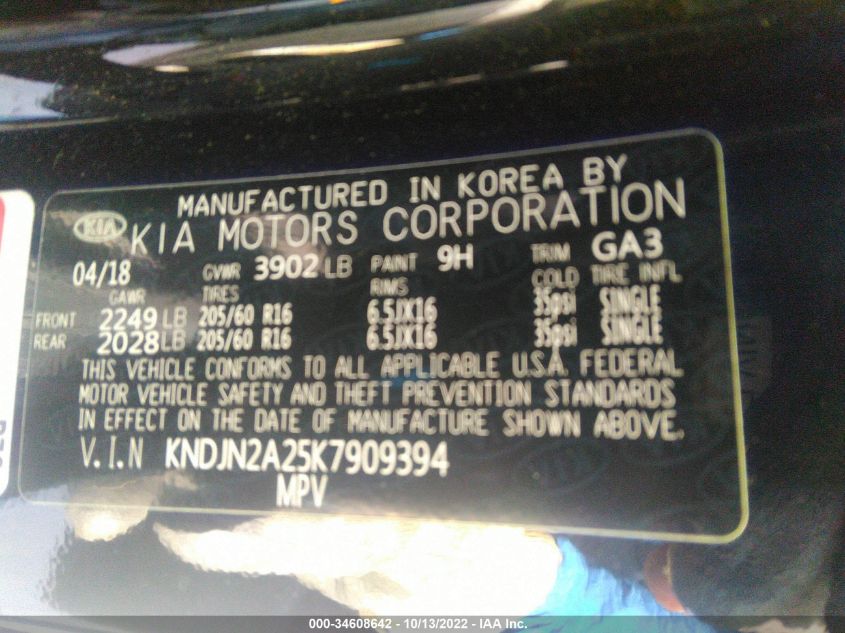 MANUFACTURED IN KOREA BY
KIA KIA MOTORS CORPORATION
04/18 GVWR 3902 LB PAINT 9H TRIM GA3
GAWR TIRES RIMS COLD TIRE INFL
FRONT 2249 LB 205/60 R16 6.5JX16 35psi SINGLE
REAR 2028 LB 205/60 R16 6.5JX16 35psi SINGLE
THIS VEHICLE CONFORMS TO ALL APPLICABLE U.S.A. FEDERAL
MOTOR VEHICLE SAFETY AND THEFT PREVENTION STANDARDS
IN EFFECT ON THE DATE OF MANUFACTURE SHOWN ABOVE.
V.I.N KNDJN2A25K7909394
MPV
000-34608642 - 10/13/2022 - IAA Inc.